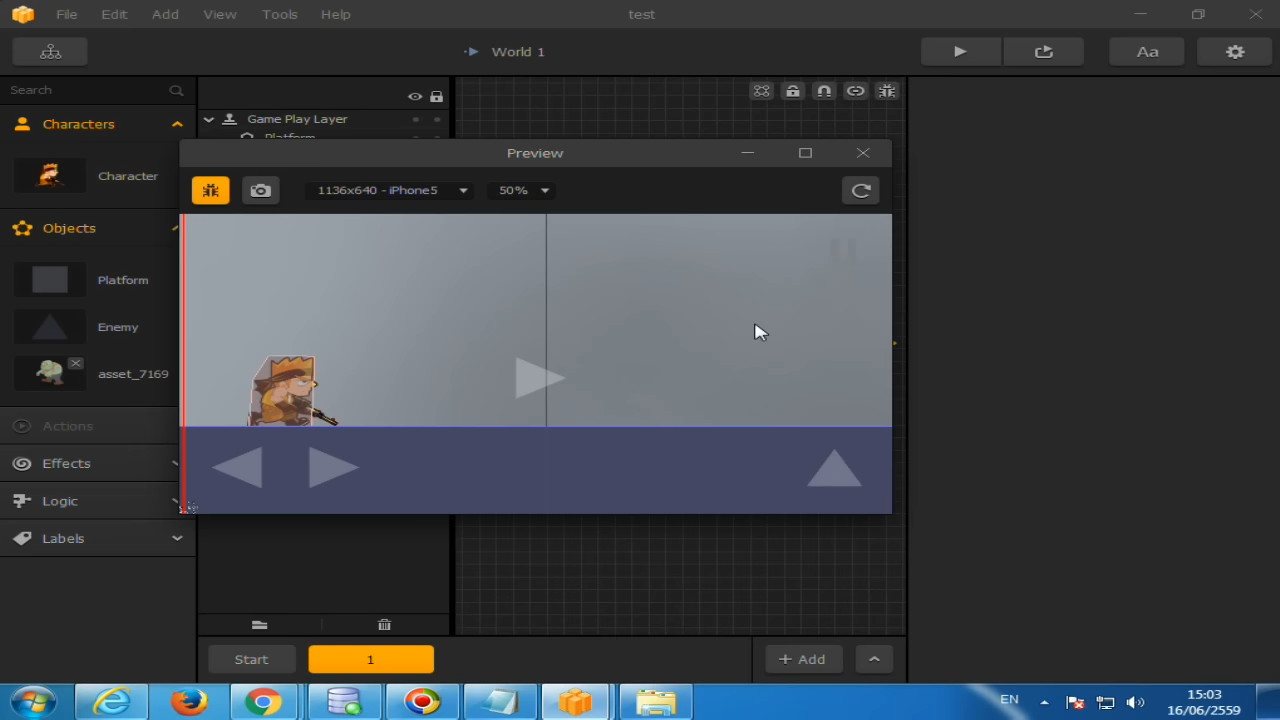 File Edit Add View Tools Help test
World 1
Aa
Search
Characters
Character
Objects
Platform
Enemy
asset_7169
Actions
Effects
Logic
Labels
Game Play Layer
Platform
Preview
1136x640 - iPhone5 50%
Start 1 + Add
EN 15:03
16/06/2559